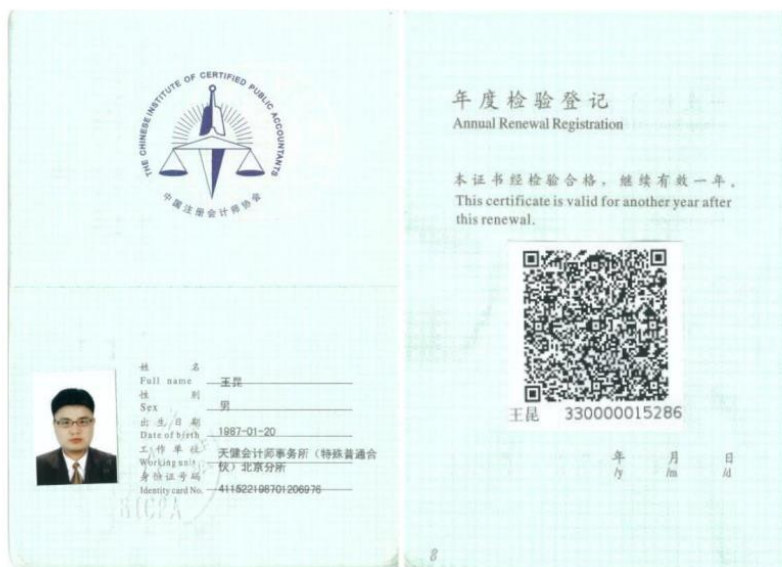 THE CHINESE INSTITUTE OF CERTIFIED PUBLIC ACCOUNTANTS
中国注册会计师协会
姓名
Full name 王昆
性别
Sex 男
出生日期
Date of birth 1987-01-20
工作单位 天健会计师事务所（特殊普通合
Working unit 伙）北京分所
身份证号码
Identity card No. 411522198701206976
BICPA
年度检验登记
Annual Renewal Registration
本证书经检验合格，继续有效一年。
This certificate is valid for another year after
this renewal.
王昆 330000015286
年 月 日
/y /m /d
8